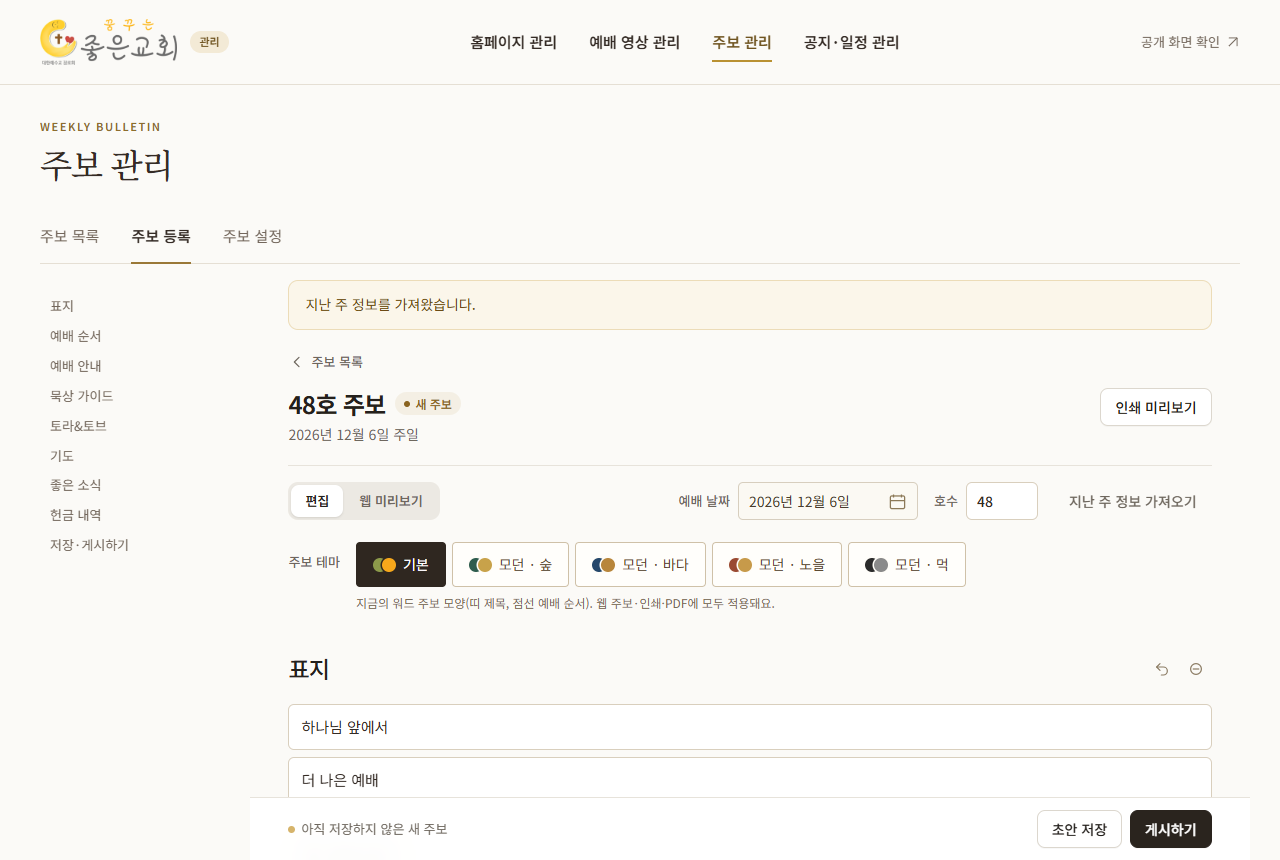 꿈 꾸 는
좋은교회
관리
홈페이지 관리
예배 영상 관리
주보 관리
공지·일정 관리
공개 화면 확인
WEEKLY BULLETIN
주보 관리
주보 목록
주보 등록
주보 설정
표지
예배 순서
예배 안내
묵상 가이드
토라&토브
기도
좋은 소식
헌금 내역
저장·게시하기
지난 주 정보를 가져왔습니다.
주보 목록
48호 주보
새 주보
2026년 12월 6일 주일
인쇄 미리보기
편집
웹 미리보기
예배 날짜
2026년 12월 6일
호수
48
지난 주 정보 가져오기
주보 테마
기본
모던 · 숲
모던 · 바다
모던 · 노을
모던 · 먹
지금의 워드 주보 모양(띠 제목, 점선 예배 순서). 웹 주보·인쇄·PDF에 모두 적용돼요.
표지
하나님 앞에서
더 나은 예배
아직 저장하지 않은 새 주보
초안 저장
게시하기